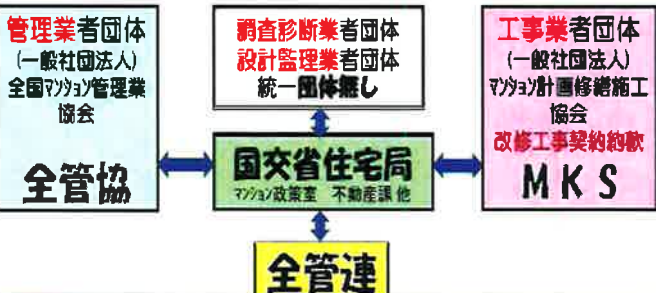 管理業者団体
(一般社団法人)
全国マンション管理業
協会
全管協
調査診断業者団体
設計監理業者団体
統一団体無し
国交省住宅局
マンション政策室 不動産課他
工事業者団体
(一般社団法人)
マンション計画修繕施工
協会
改修工事契約約款
MKS
全管連